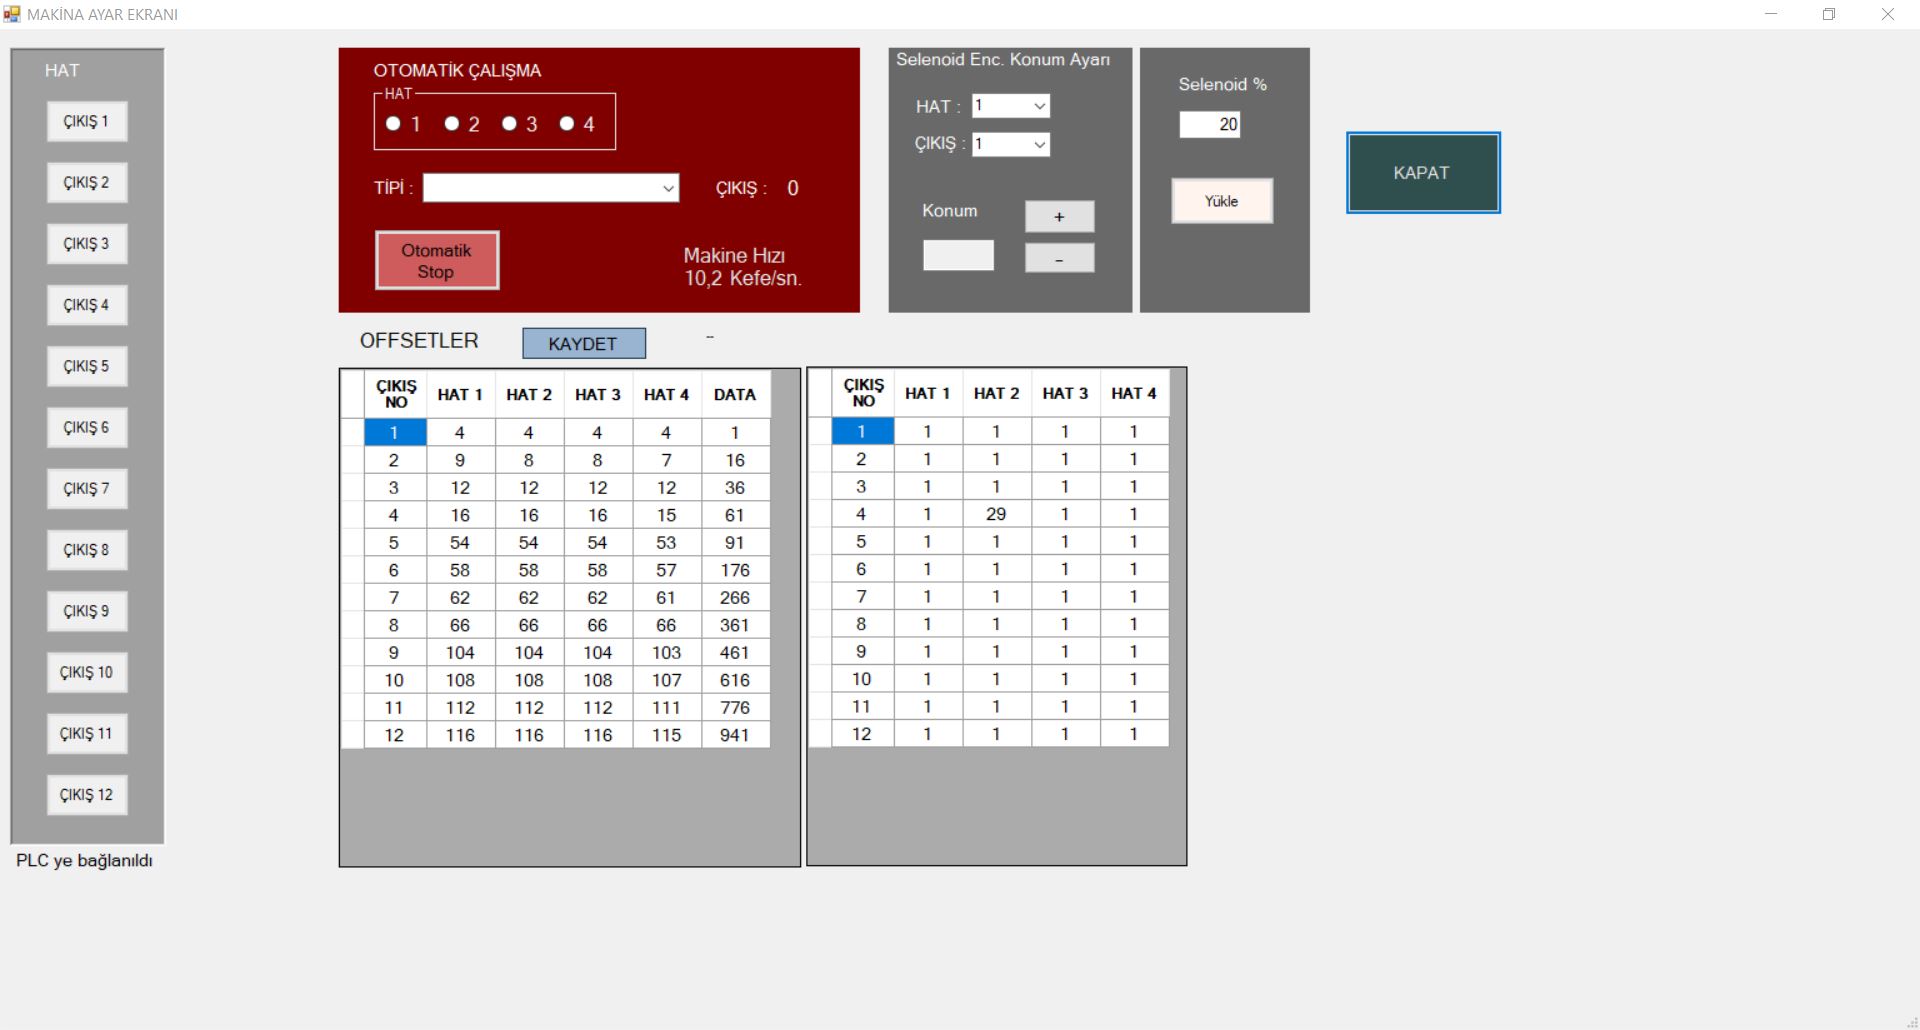 MAKİNA AYAR EKRANI
HAT
ÇIKIŞ 1
ÇIKIŞ 2
ÇIKIŞ 3
ÇIKIŞ 4
ÇIKIŞ 5
ÇIKIŞ 6
ÇIKIŞ 7
ÇIKIŞ 8
ÇIKIŞ 9
ÇIKIŞ 10
ÇIKIŞ 11
ÇIKIŞ 12
PLC ye bağlanıldı
OTOMATİK ÇALIŞMA
HAT
1 2 3 4
TİPİ : ÇIKIŞ : 0
Otomatik
Stop
Makine Hızı
10,2 Kefe/sn.
Selenoid Enc. Konum Ayarı
HAT : 1
ÇIKIŞ : 1
Konum +
-
Selenoid %
20
Yükle
KAPAT
OFFSETLER KAYDET --
ÇIKIŞ NO HAT 1 HAT 2 HAT 3 HAT 4 DATA
1 4 4 4 4 1
2 9 8 8 7 16
3 12 12 12 12 36
4 16 16 16 15 61
5 54 54 54 53 91
6 58 58 58 57 176
7 62 62 62 61 266
8 66 66 66 66 361
9 104 104 104 103 461
10 108 108 108 107 616
11 112 112 112 111 776
12 116 116 116 115 941
ÇIKIŞ NO HAT 1 HAT 2 HAT 3 HAT 4
1 1 1 1 1
2 1 1 1 1
3 1 1 1 1
4 1 29 1 1
5 1 1 1 1
6 1 1 1 1
7 1 1 1 1
8 1 1 1 1
9 1 1 1 1
10 1 1 1 1
11 1 1 1 1
12 1 1 1 1